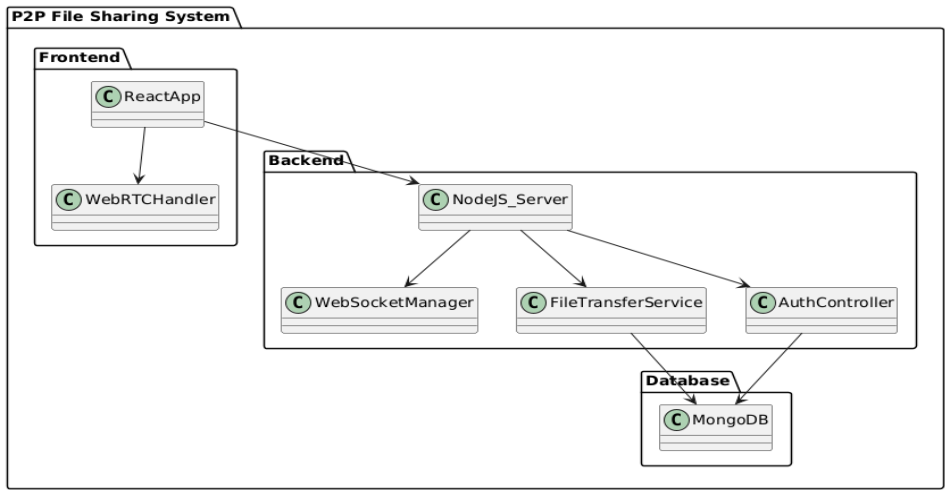 P2P File Sharing System
Frontend
C ReactApp
Backend
C WebRTCHandler
C NodeJS_Server
C WebSocketManager
C FileTransferService
C AuthController
Database
C MongoDB